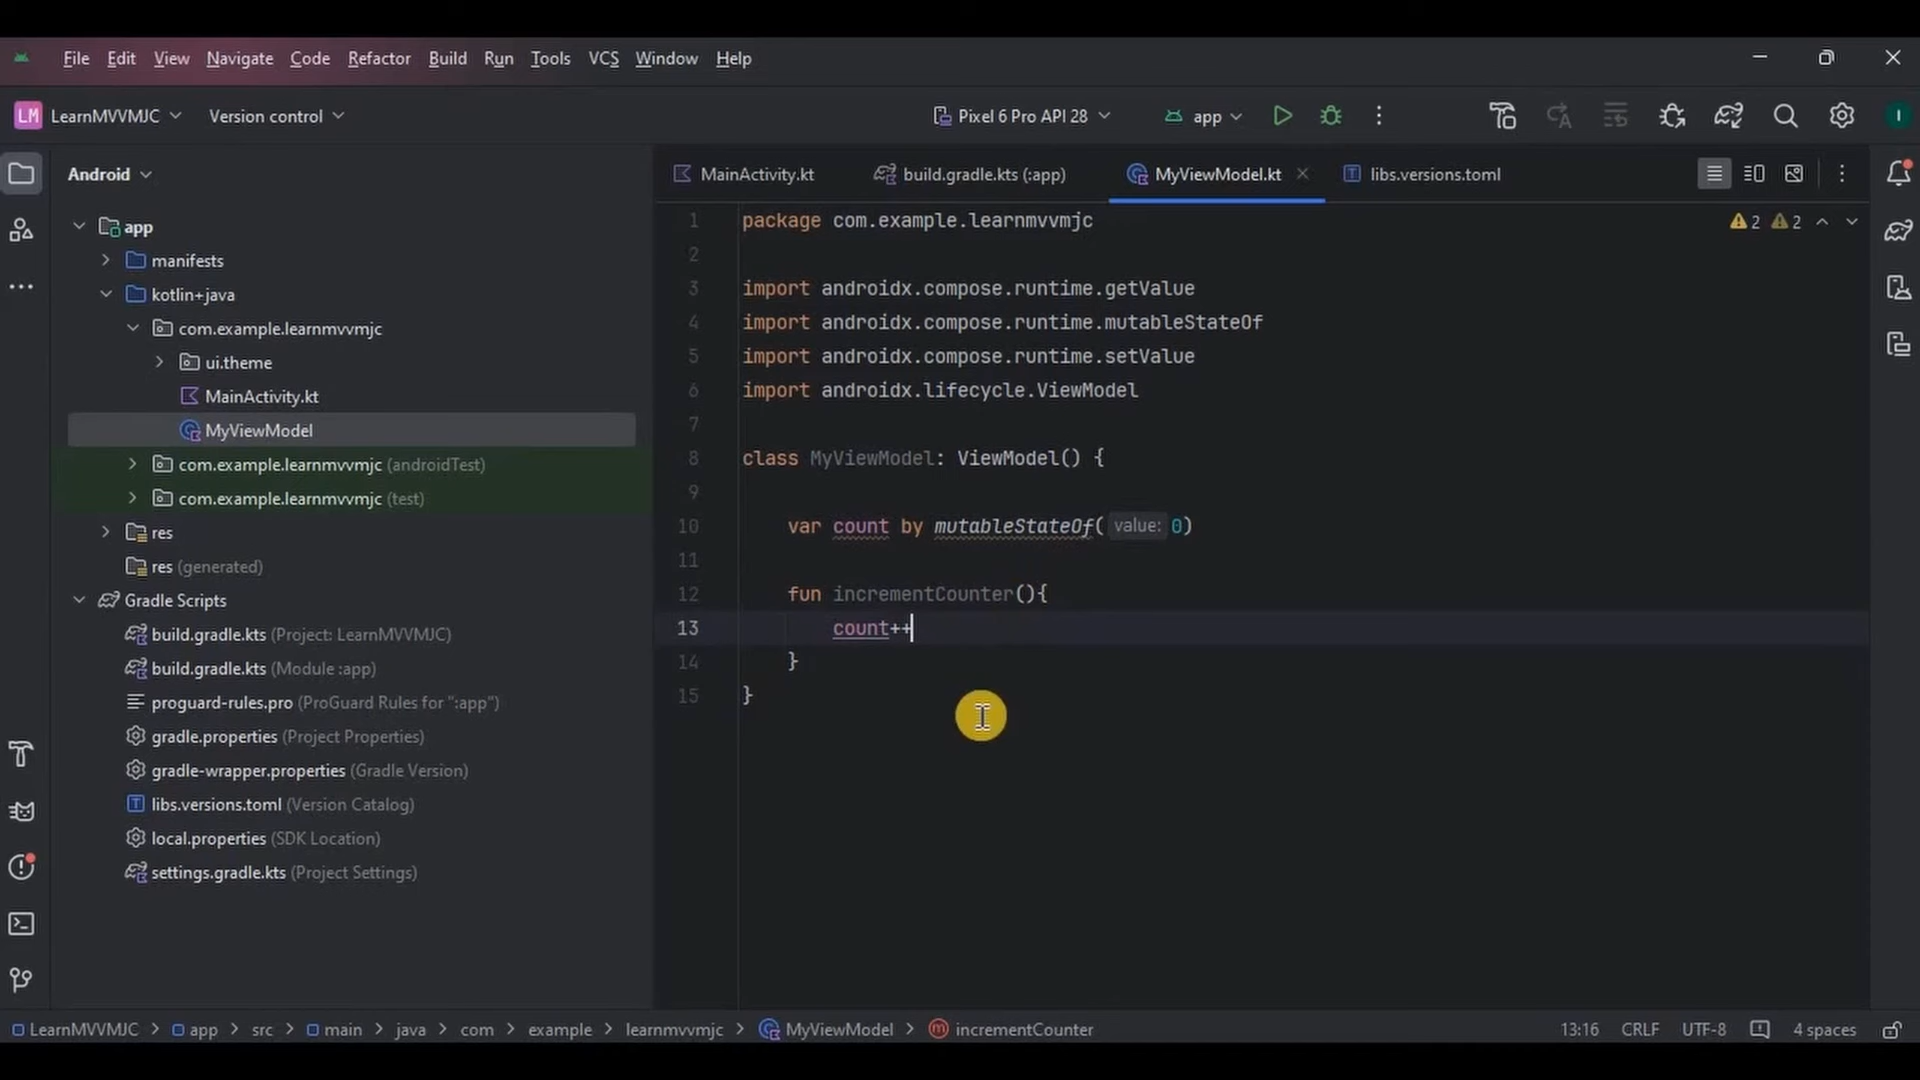 File Edit View Navigate Code Refactor Build Run Tools VCS Window Help
LM LearnMVVMJC Version control Pixel 6 Pro API 28 app I
Android
app
manifests
kotlin+java
com.example.learnmvvmjc
ui.theme
MainActivity.kt
MyViewModel
com.example.learnmvvmjc (androidTest)
com.example.learnmvvmjc (test)
res
res (generated)
Gradle Scripts
build.gradle.kts (Project: LearnMVVMJC)
build.gradle.kts (Module :app)
proguard-rules.pro (ProGuard Rules for ":app")
gradle.properties (Project Properties)
gradle-wrapper.properties (Gradle Version)
libs.versions.toml (Version Catalog)
local.properties (SDK Location)
settings.gradle.kts (Project Settings)
MainActivity.kt build.gradle.kts (:app) MyViewModel.kt libs.versions.toml
2 2
1 package com.example.learnmvvmjc
2
3 import androidx.compose.runtime.getValue
4 import androidx.compose.runtime.mutableStateOf
5 import androidx.compose.runtime.setValue
6 import androidx.lifecycle.ViewModel
7
8 class MyViewModel: ViewModel() {
9
10 var count by mutableStateOf( value: 0)
11
12 fun incrementCounter(){
13 count++
14 }
15 }
LearnMVVMJC > app > src > main > java > com > example > learnmvvmjc > MyViewModel > incrementCounter
13:16 CRLF UTF-8 4 spaces